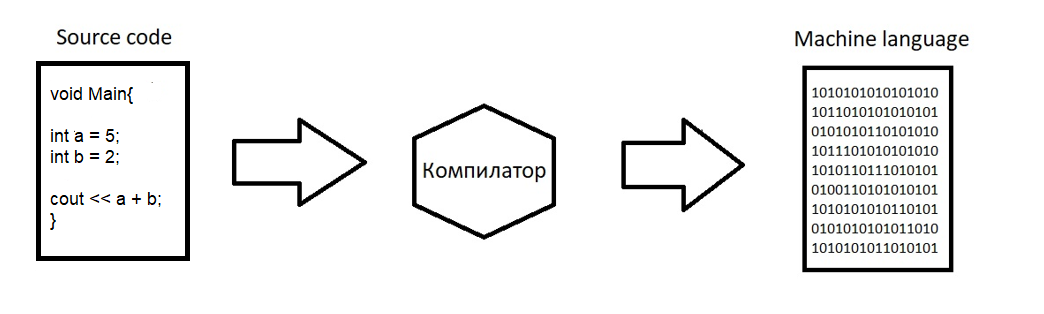 Source code
void Main{
int a = 5;
int b = 2;
cout << a + b;
}
Компилатор
Machine language
1010101010101010
1011010101010101
0101010110101010
1011101010101010
1010110111010101
0100110101010101
1010101010110101
0101010101011010
1010101011010101